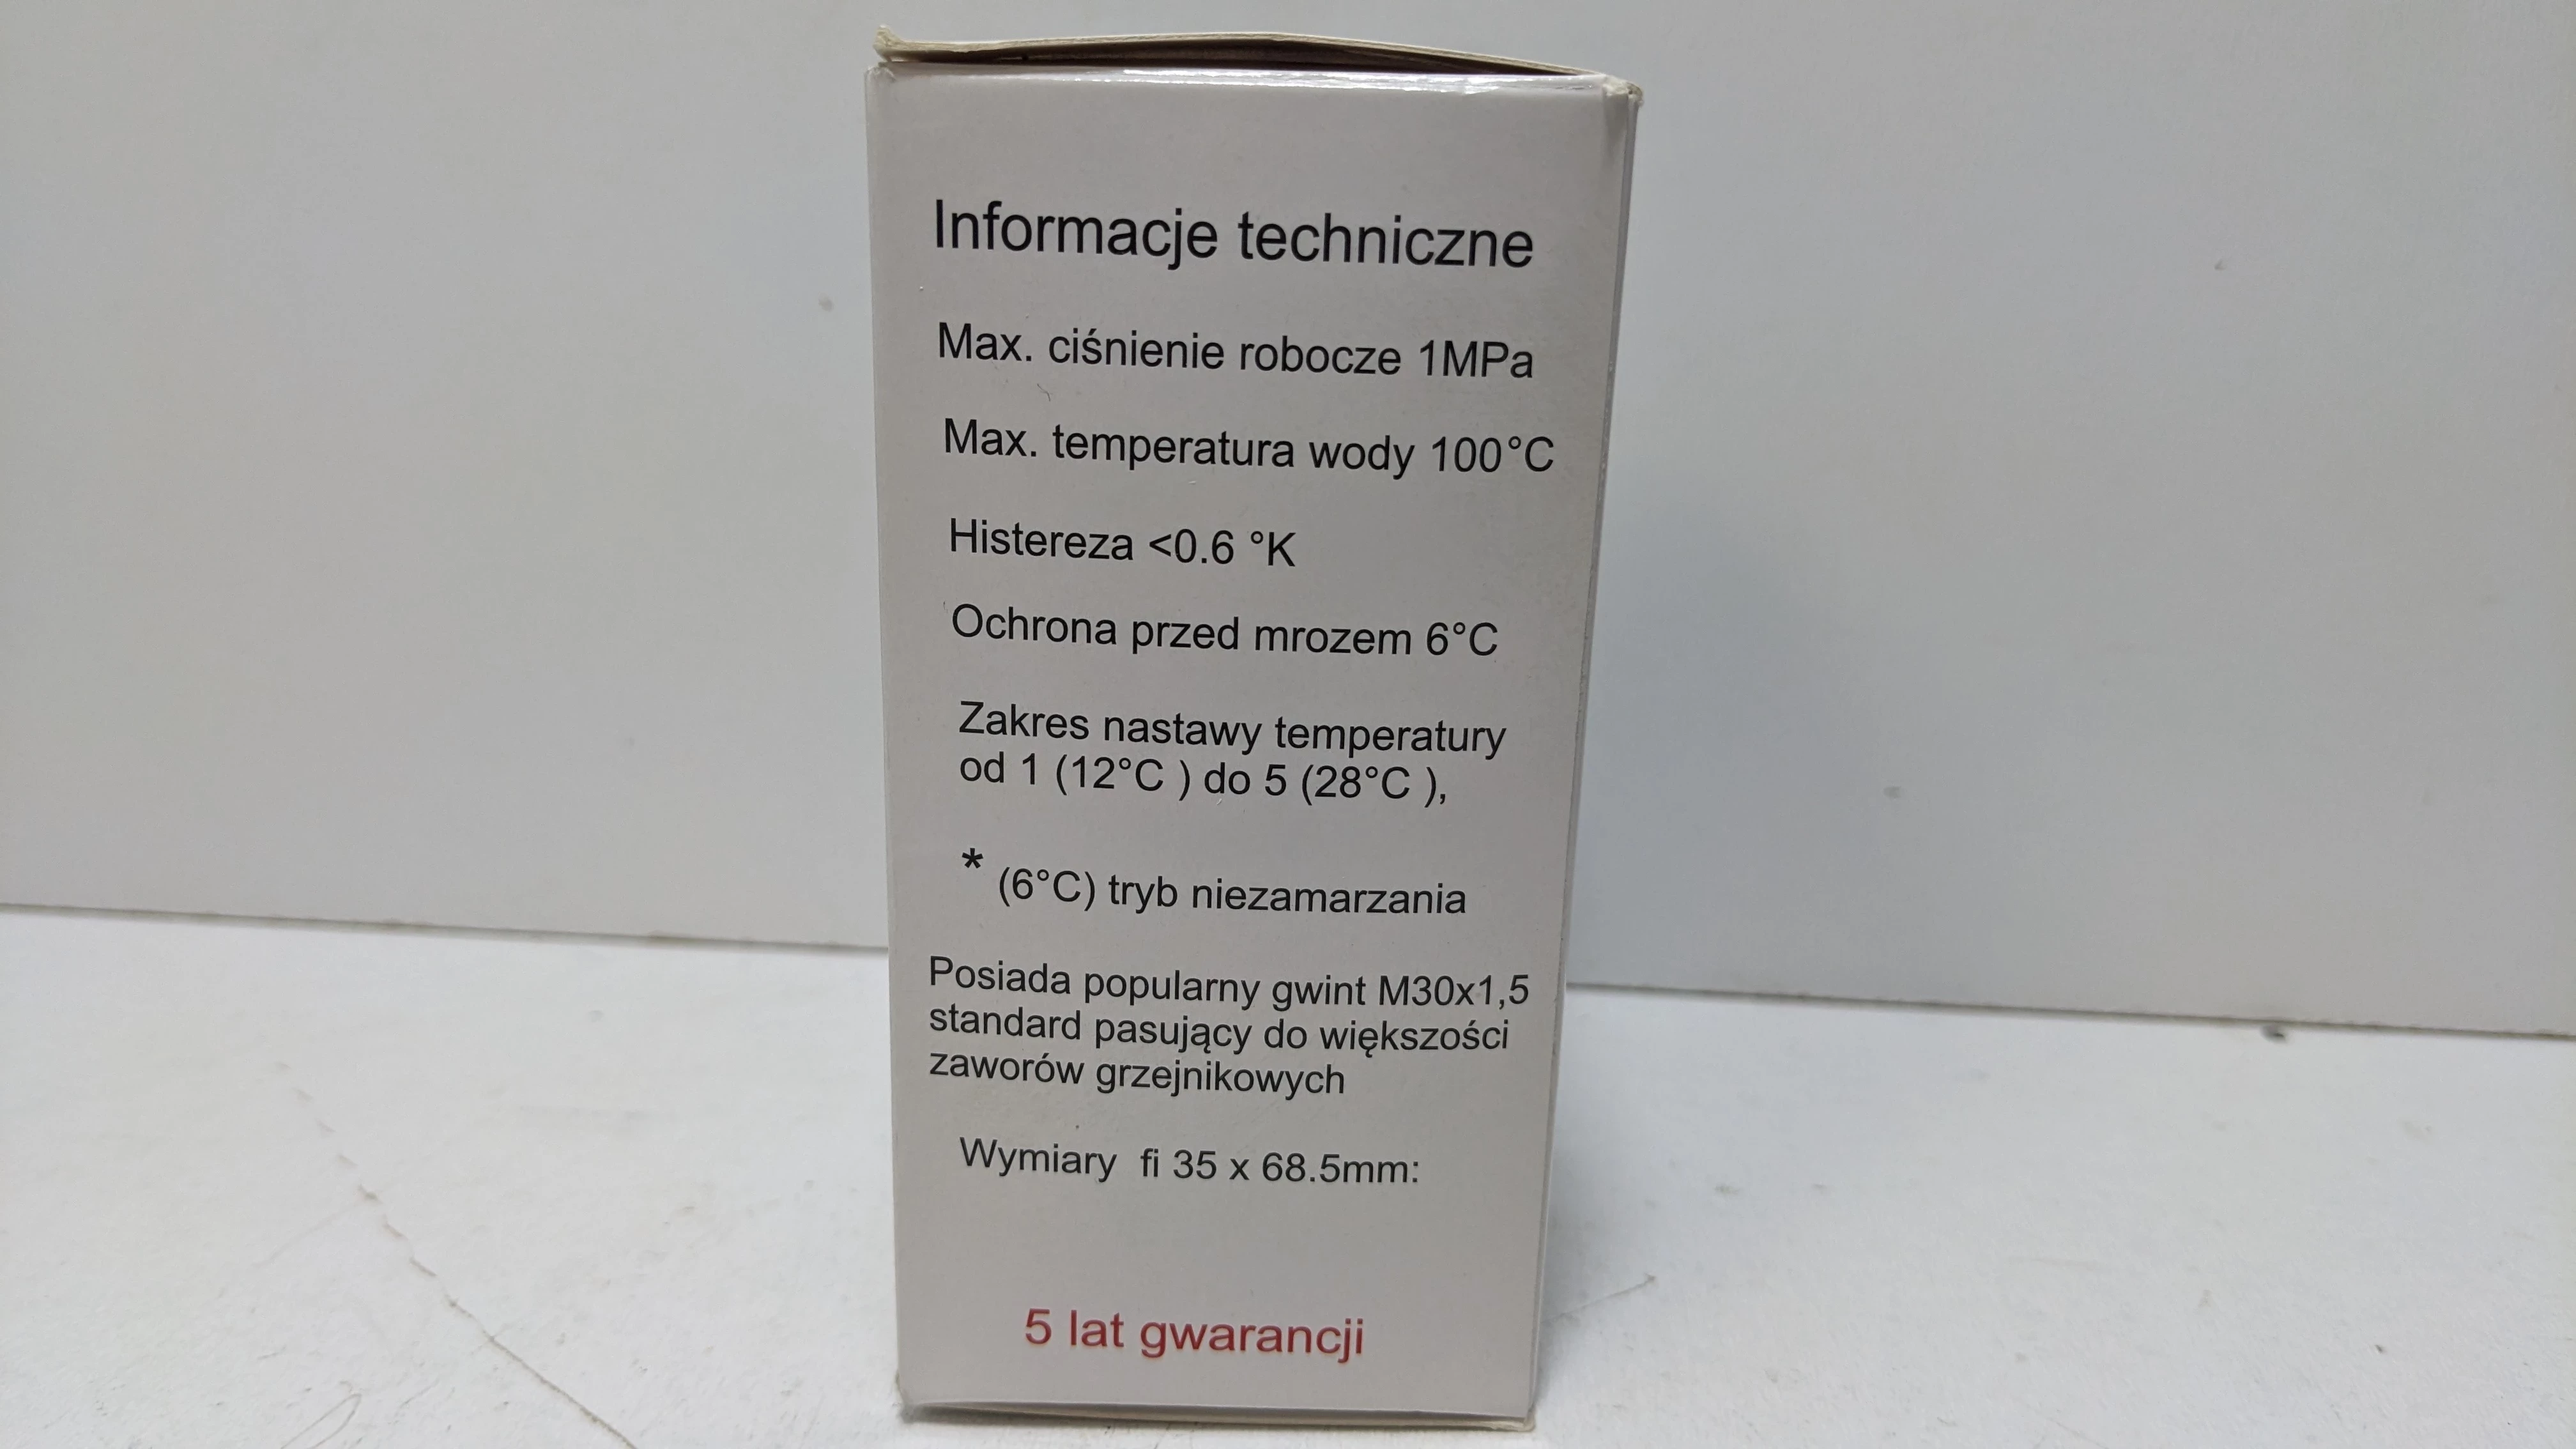 Informacje techniczne
Max. ciśnienie robocze 1MPa
Max. temperatura wody 100°C
Histereza <0.6 °K
Ochrona przed mrozem 6°C
Zakres nastawy temperatury
od 1 (12°C ) do 5 (28°C ),
* (6°C) tryb niezamarzania
Posiada popularny gwint M30x1,5
standard pasujący do większości
zaworów grzejnikowych
Wymiary  fi 35 x 68.5mm:
5 lat gwarancji